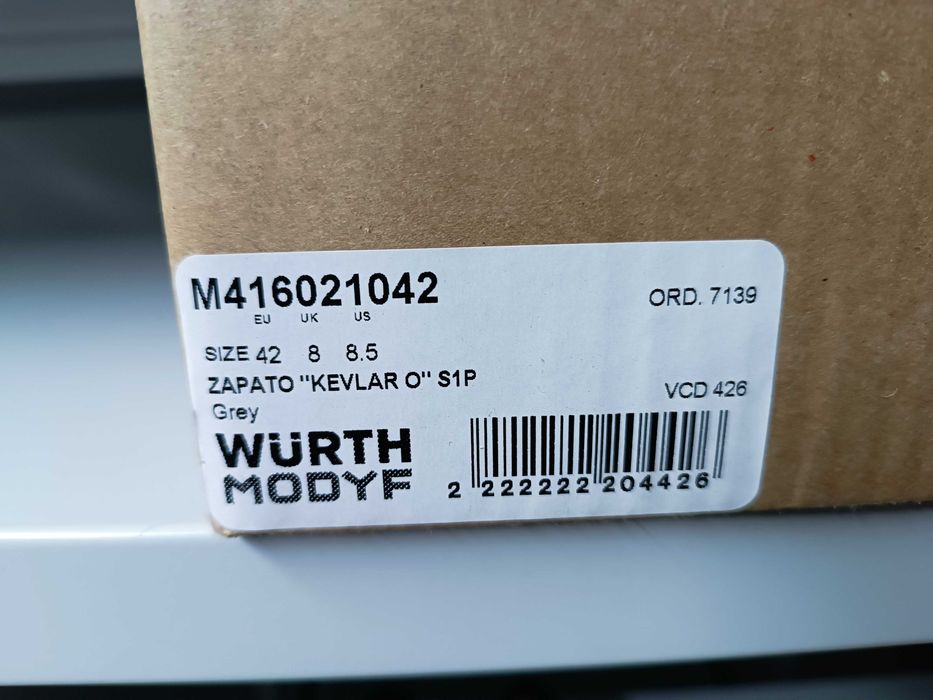 M416021042
ORD. 7139
EU UK US
SIZE 42 8 8.5
ZAPATO "KEVLAR O" S1P
VCD 426
Grey
WÜRTH
MODYF
2 222222 204426